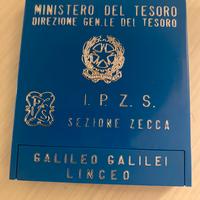 MINISTERO DEL TESORO
DIREZIONE GEN.LE DEL TESORO
I.P.Z.S.
SEZIONE ZECCA
GALILEO GALILEI
LINCEO